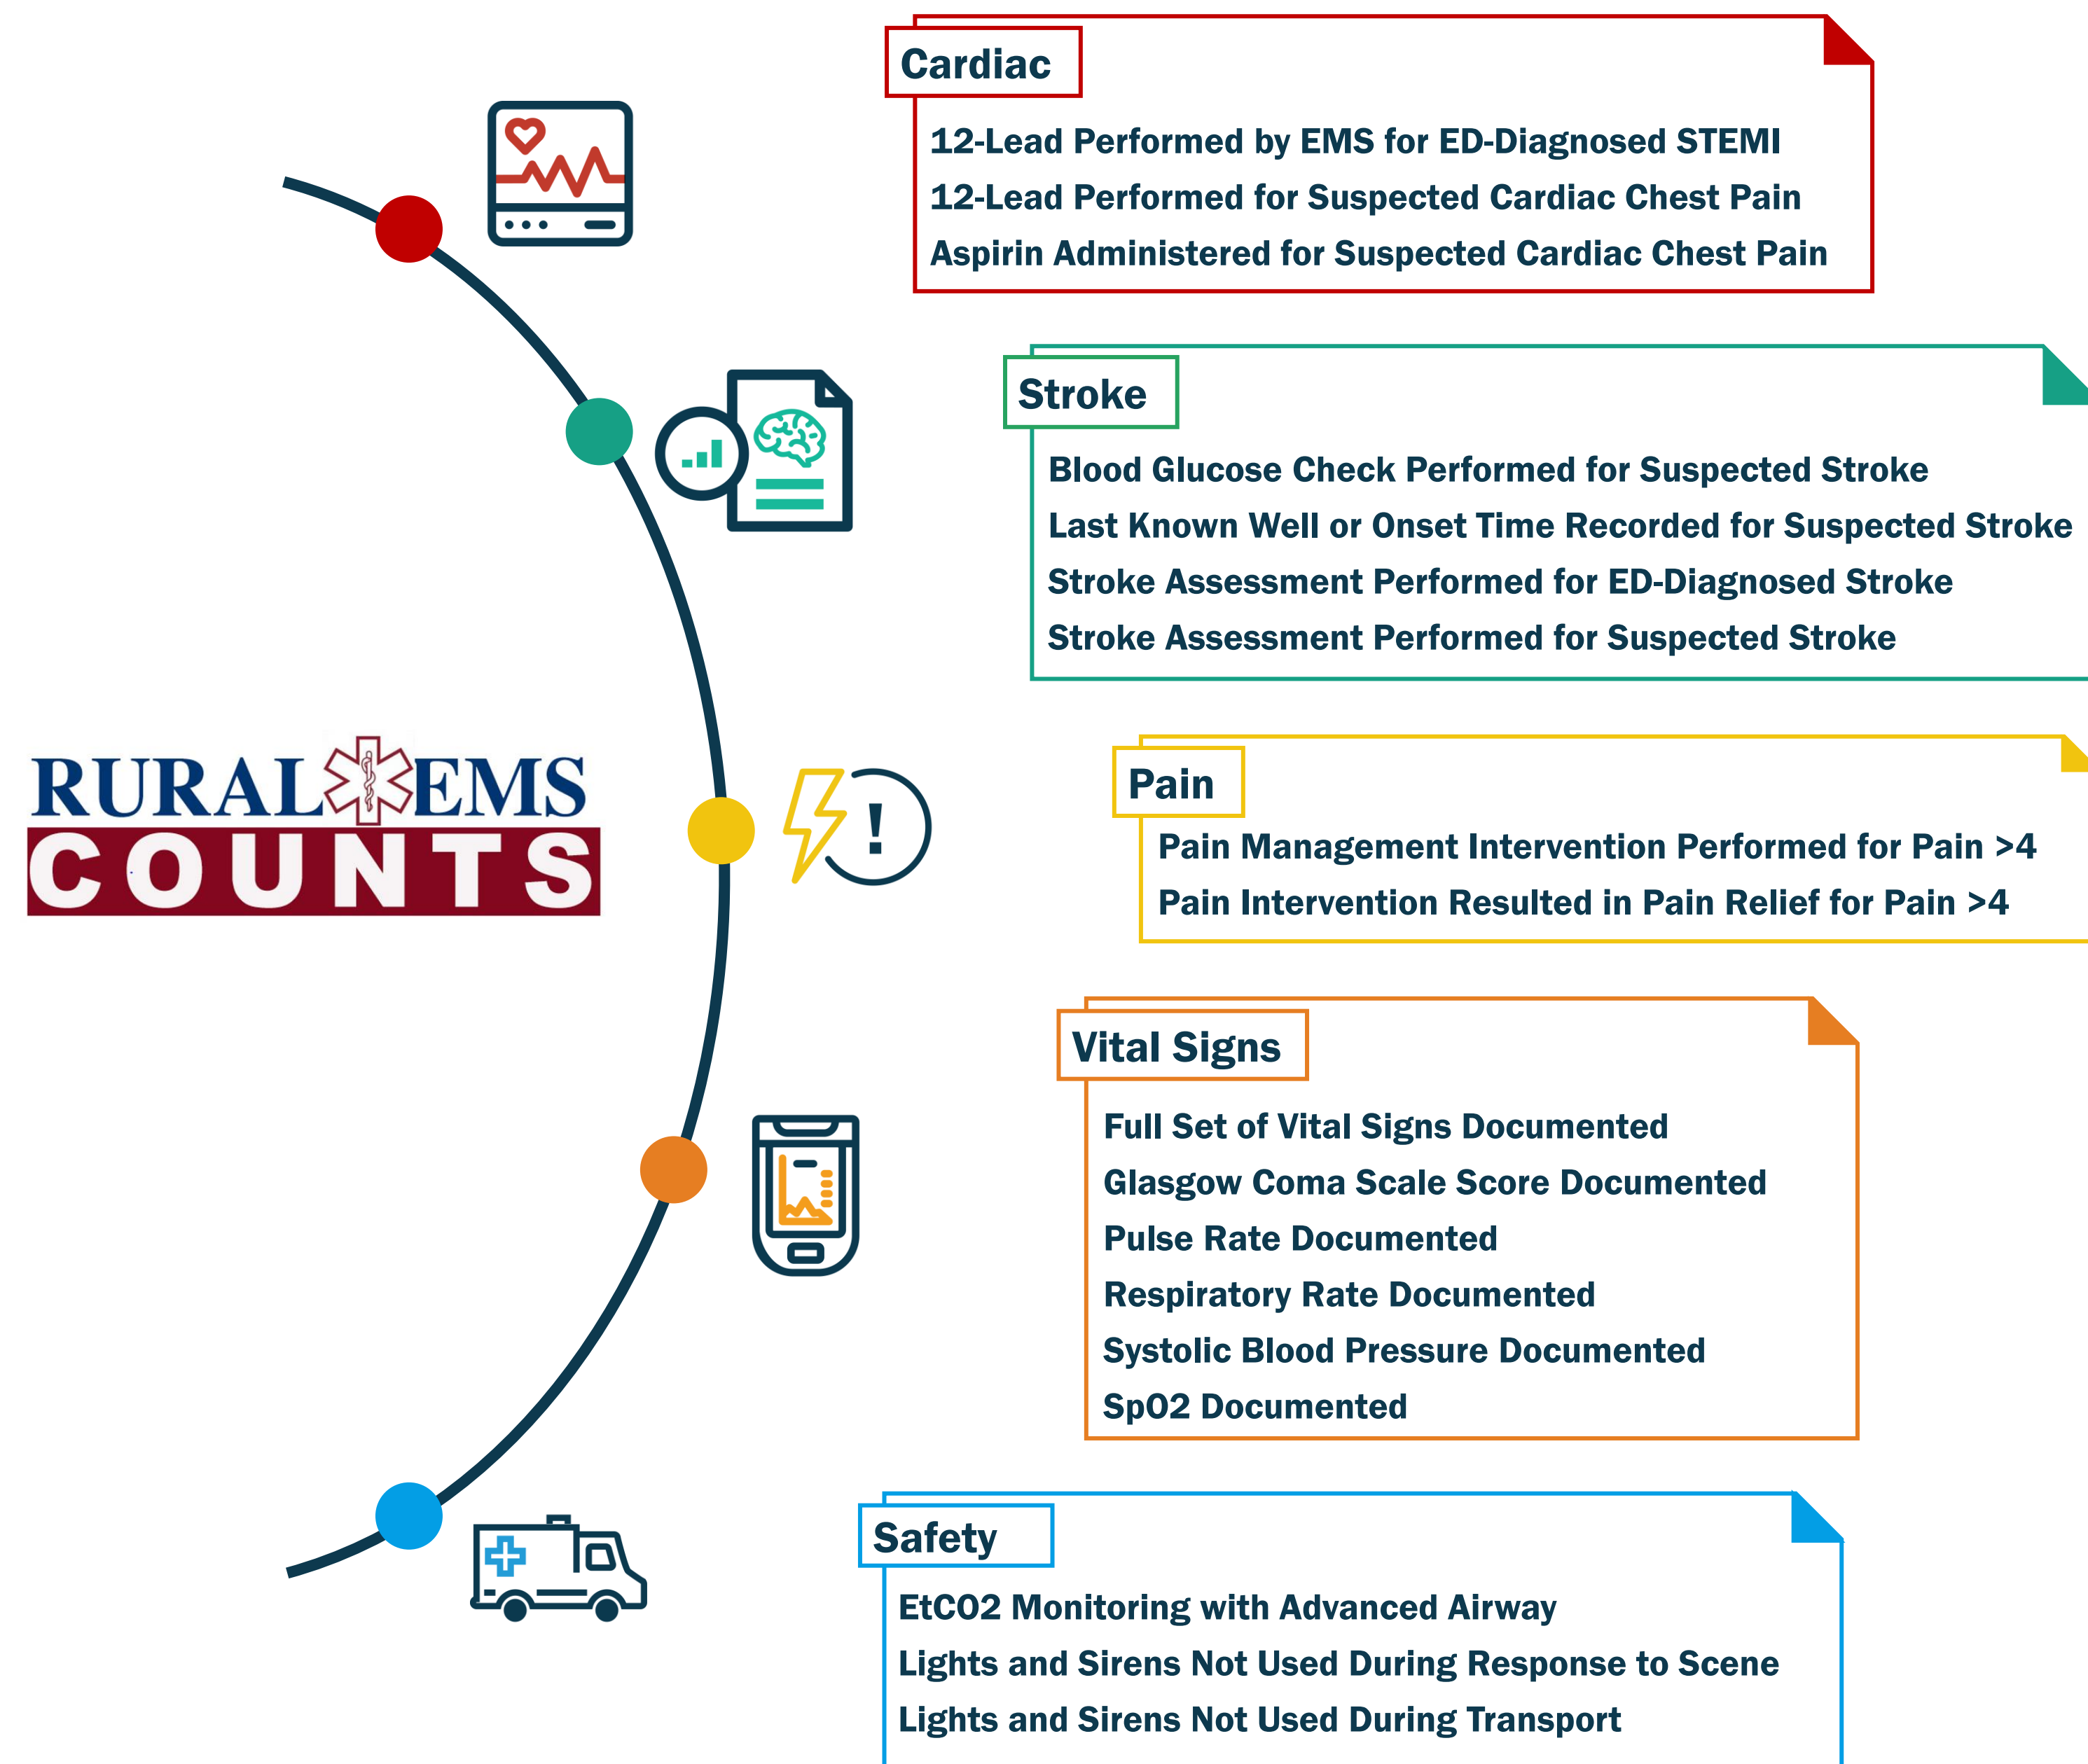 RURAL EMS
COUNTS
Cardiac
12-Lead Performed by EMS for ED-Diagnosed STEMI
12-Lead Performed for Suspected Cardiac Chest Pain
Aspirin Administered for Suspected Cardiac Chest Pain
Stroke
Blood Glucose Check Performed for Suspected Stroke
Last Known Well or Onset Time Recorded for Suspected Stroke
Stroke Assessment Performed for ED-Diagnosed Stroke
Stroke Assessment Performed for Suspected Stroke
!
Pain
Pain Management Intervention Performed for Pain >4
Pain Intervention Resulted in Pain Relief for Pain >4
Vital Signs
Full Set of Vital Signs Documented
Glasgow Coma Scale Score Documented
Pulse Rate Documented
Respiratory Rate Documented
Systolic Blood Pressure Documented
SpO2 Documented
Safety
EtCO2 Monitoring with Advanced Airway
Lights and Sirens Not Used During Response to Scene
Lights and Sirens Not Used During Transport